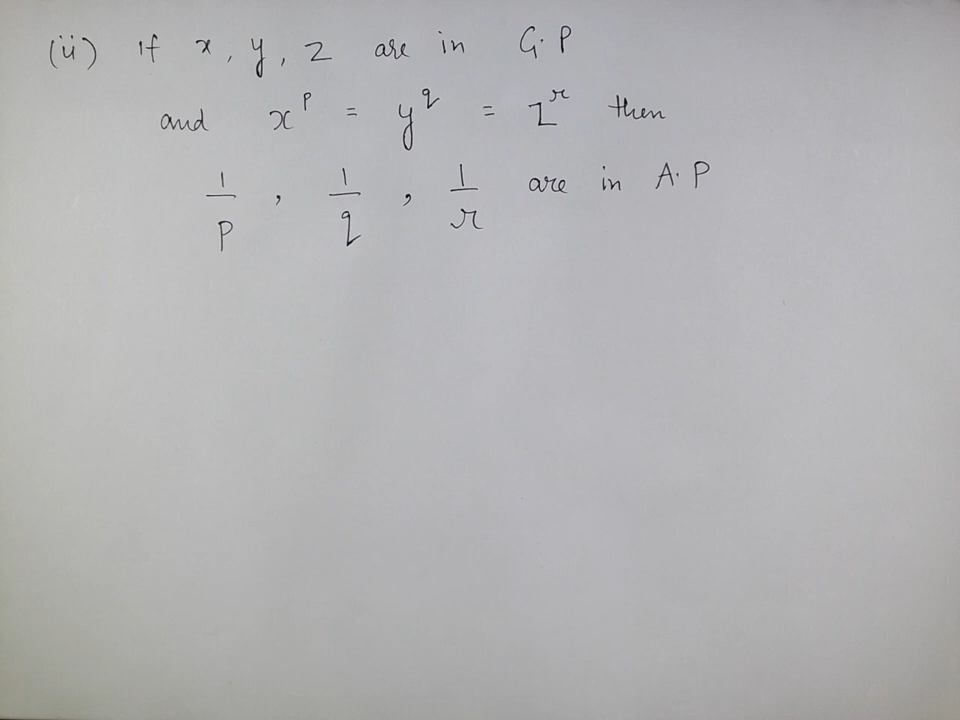 (ii) If x, y, z are in G.P
and x^p = y^q = z^r then
1/p , 1/q , 1/r are in A.P